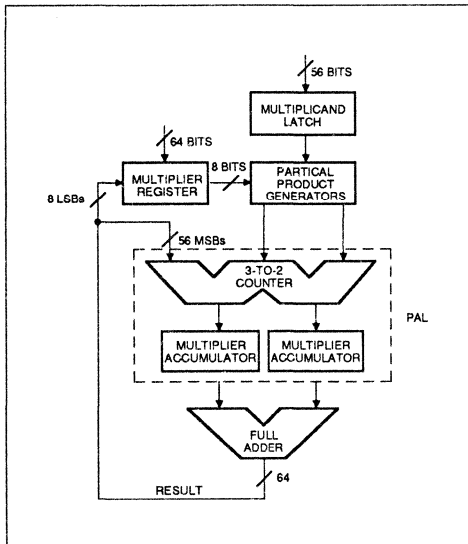 56 BITS
MULTIPLICAND
LATCH
64 BITS
8 BITS
MULTIPLIER
REGISTER
PARTICAL
PRODUCT
GENERATORS
8 LSBs
56 MSBs
3-TO-2
COUNTER
PAL
MULTIPLIER
ACCUMULATOR
MULTIPLIER
ACCUMULATOR
FULL
ADDER
RESULT
64